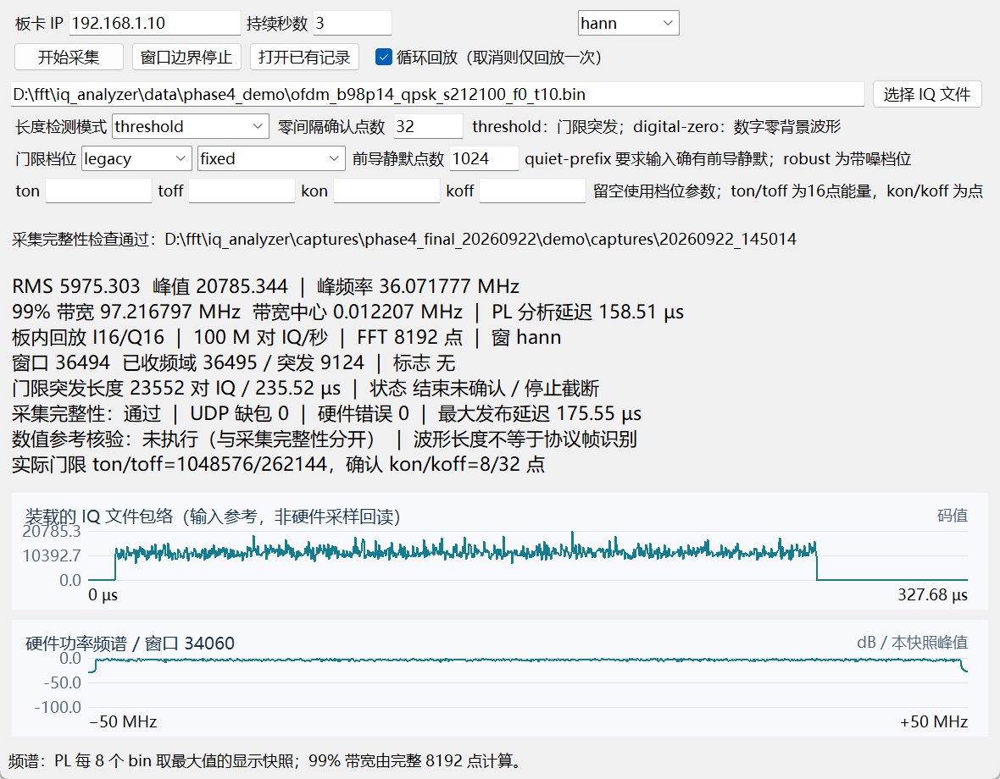 板卡 IP 192.168.1.10 持续秒数 3 hann
开始采集 窗口边界停止 打开已有记录 循环回放（取消则仅回放一次）
D:\fft\iq_analyzer\data\phase4_demo\ofdm_b98p14_qpsk_s212100_f0_t10.bin 选择 IQ 文件
长度检测模式 threshold 零间隔确认点数 32 threshold：门限突发；digital-zero：数字零背景波形
门限档位 legacy fixed 前导静默点数 1024 quiet-prefix 要求输入确有前导静默；robust 为带噪档位
ton toff kon koff 留空使用档位参数；ton/toff 为16点能量，kon/koff 为点
采集完整性检查通过：D:\fft\iq_analyzer\captures\phase4_final_20260922\demo\captures\20260922_145014
RMS 5975.303 峰值 20785.344 | 峰频率 36.071777 MHz
99% 带宽 97.216797 MHz 带宽中心 0.012207 MHz | PL 分析延迟 158.51 μs
板内回放 I16/Q16 | 100 M 对 IQ/秒 | FFT 8192 点 | 窗 hann
窗口 36494 已收频域 36495 / 突发 9124 | 标志 无
门限突发长度 23552 对 IQ / 235.52 μs | 状态 结束未确认 / 停止截断
采集完整性：通过 | UDP 缺包 0 | 硬件错误 0 | 最大发布延迟 175.55 μs
数值参考核验：未执行（与采集完整性分开） | 波形长度不等于协议帧识别
实际门限 ton/toff=1048576/262144，确认 kon/koff=8/32 点
装载的 IQ 文件包络（输入参考，非硬件采样回读） 码值
20785.3
10392.7
0.0
0 μs 327.68 μs
硬件功率频谱 / 窗口 34060 dB / 本快照峰值
0.0
-50.0
-100.0
−50 MHz +50 MHz
频谱：PL 每 8 个 bin 取最大值的显示快照；99% 带宽由完整 8192 点计算。